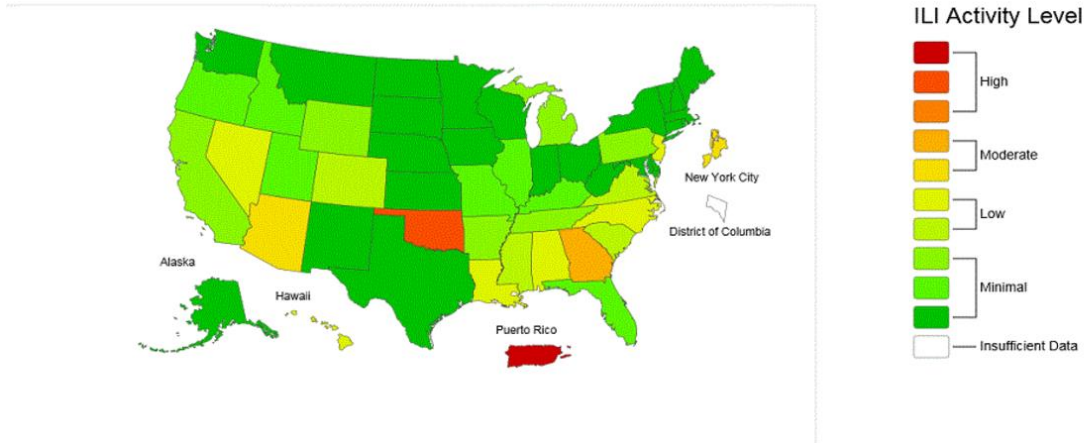 ILI Activity Level
High
Moderate
Low
Minimal
Insufficient Data
New York City
District of Columbia
Alaska
Hawaii
Puerto Rico